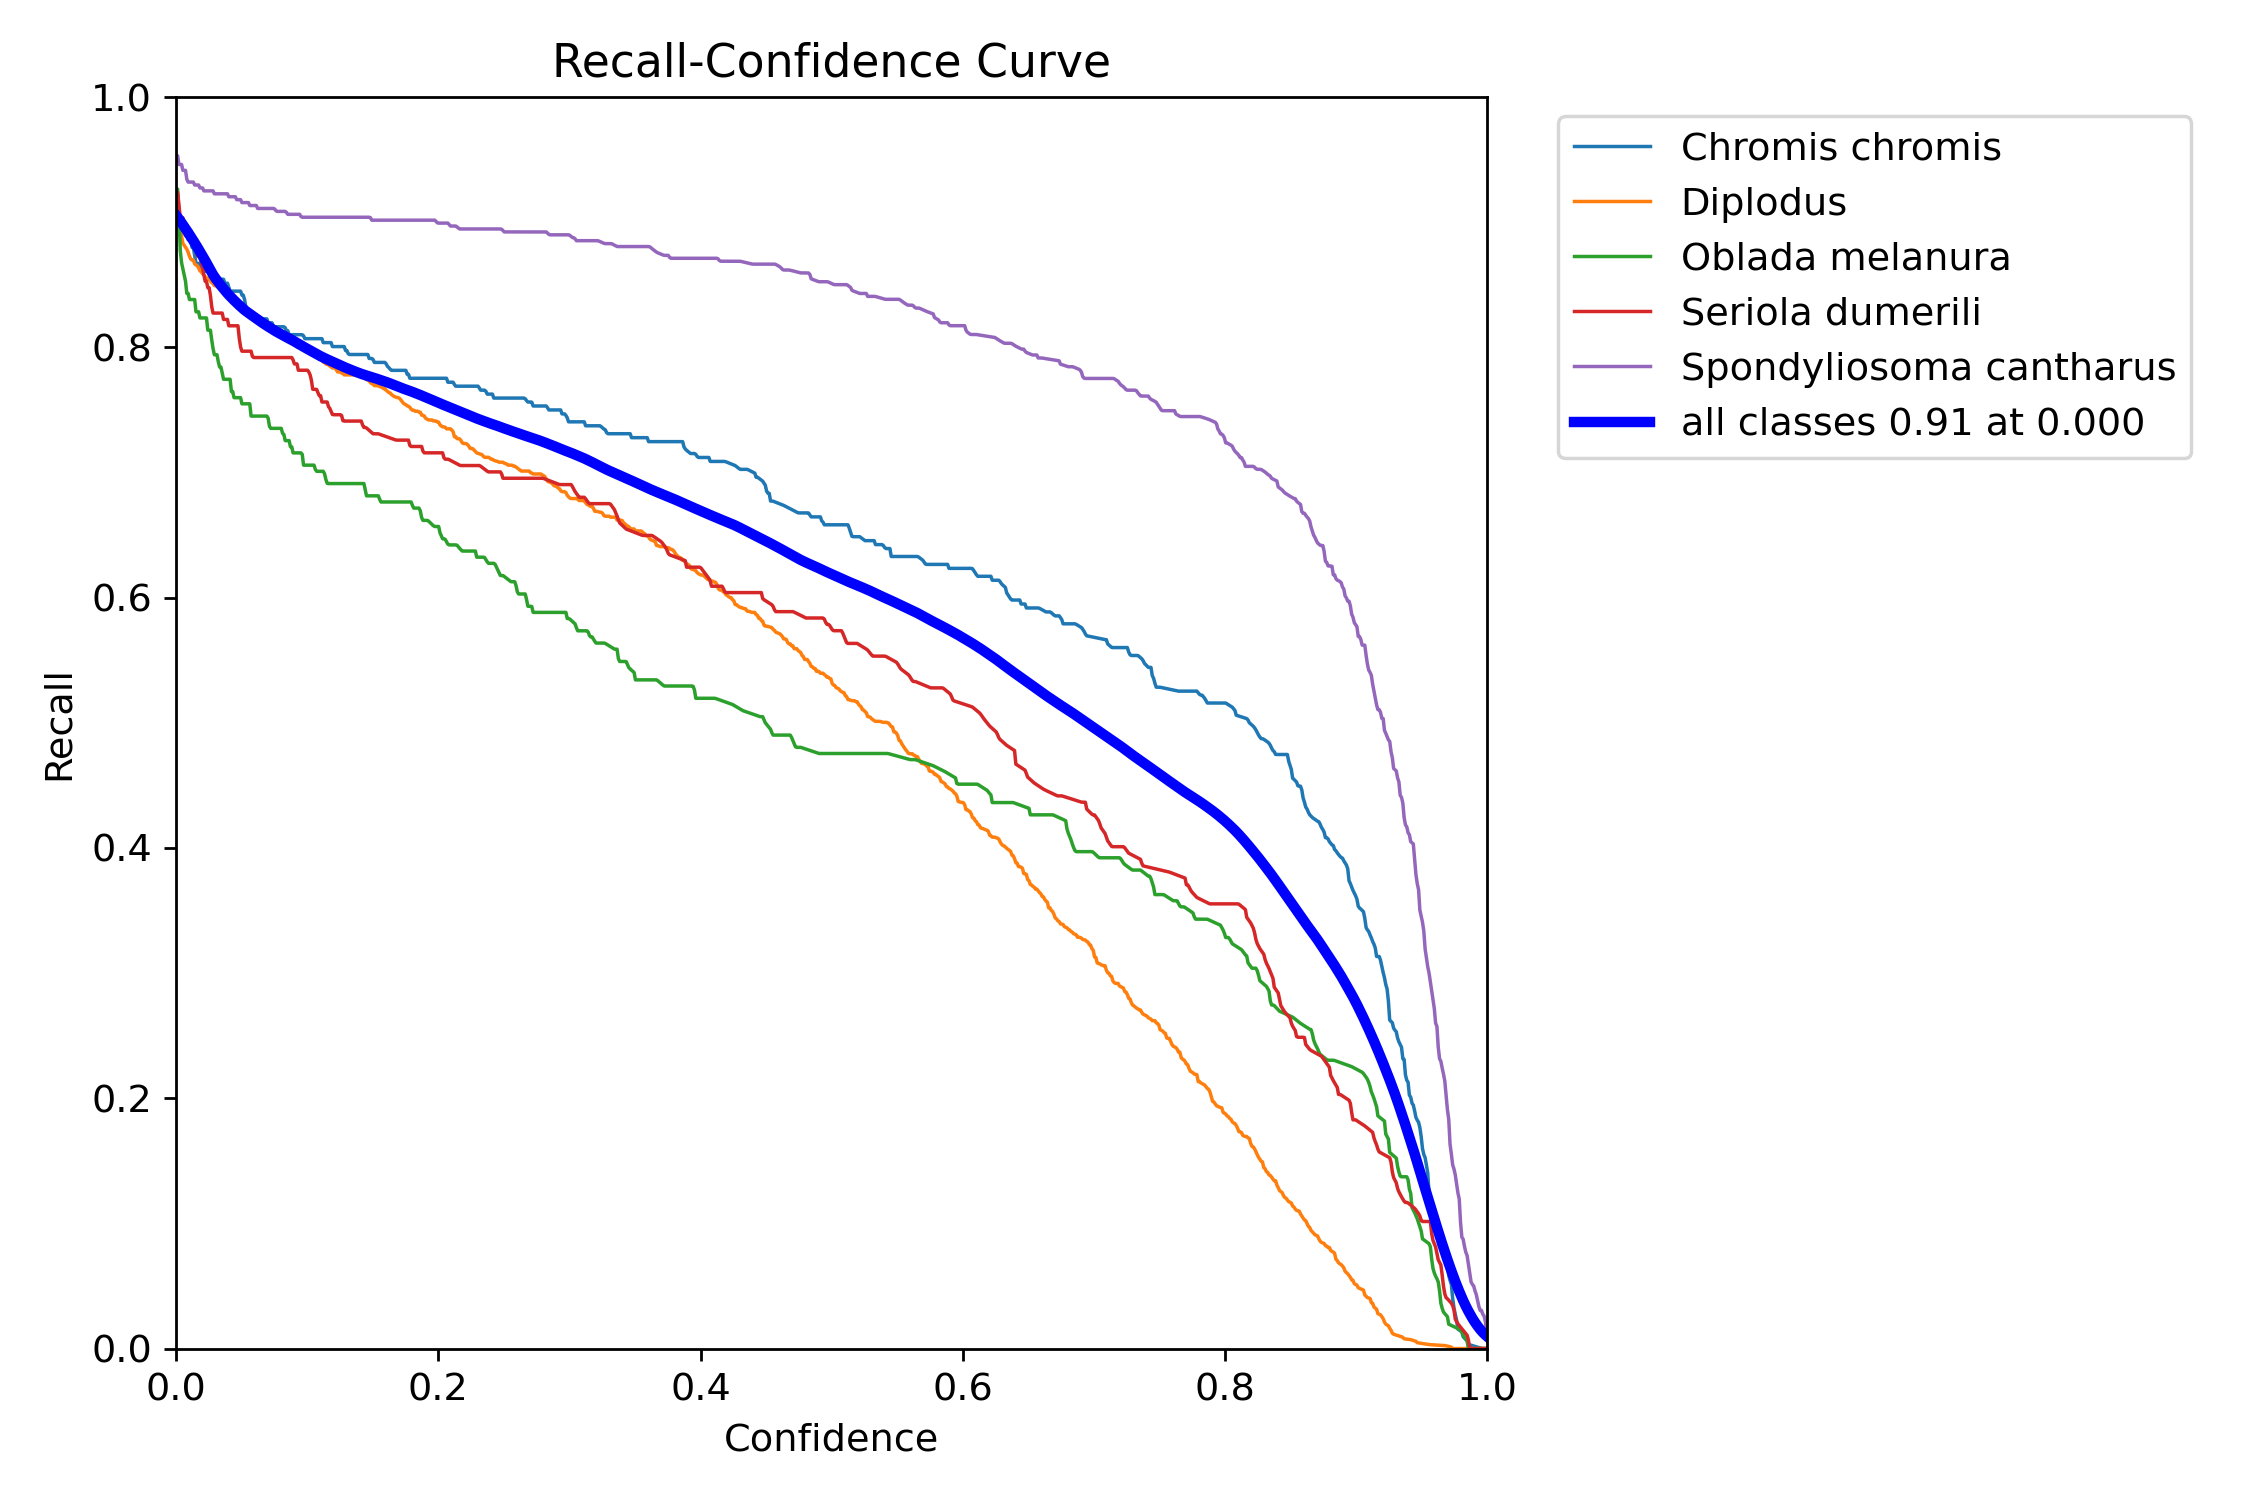 Recall-Confidence Curve
1.0
0.8
0.6
0.4
0.2
0.0
Recall
0.0 0.2 0.4 0.6 0.8 1.0
Confidence
Chromis chromis
Diplodus
Oblada melanura
Seriola dumerili
Spondyliosoma cantharus
all classes 0.91 at 0.000